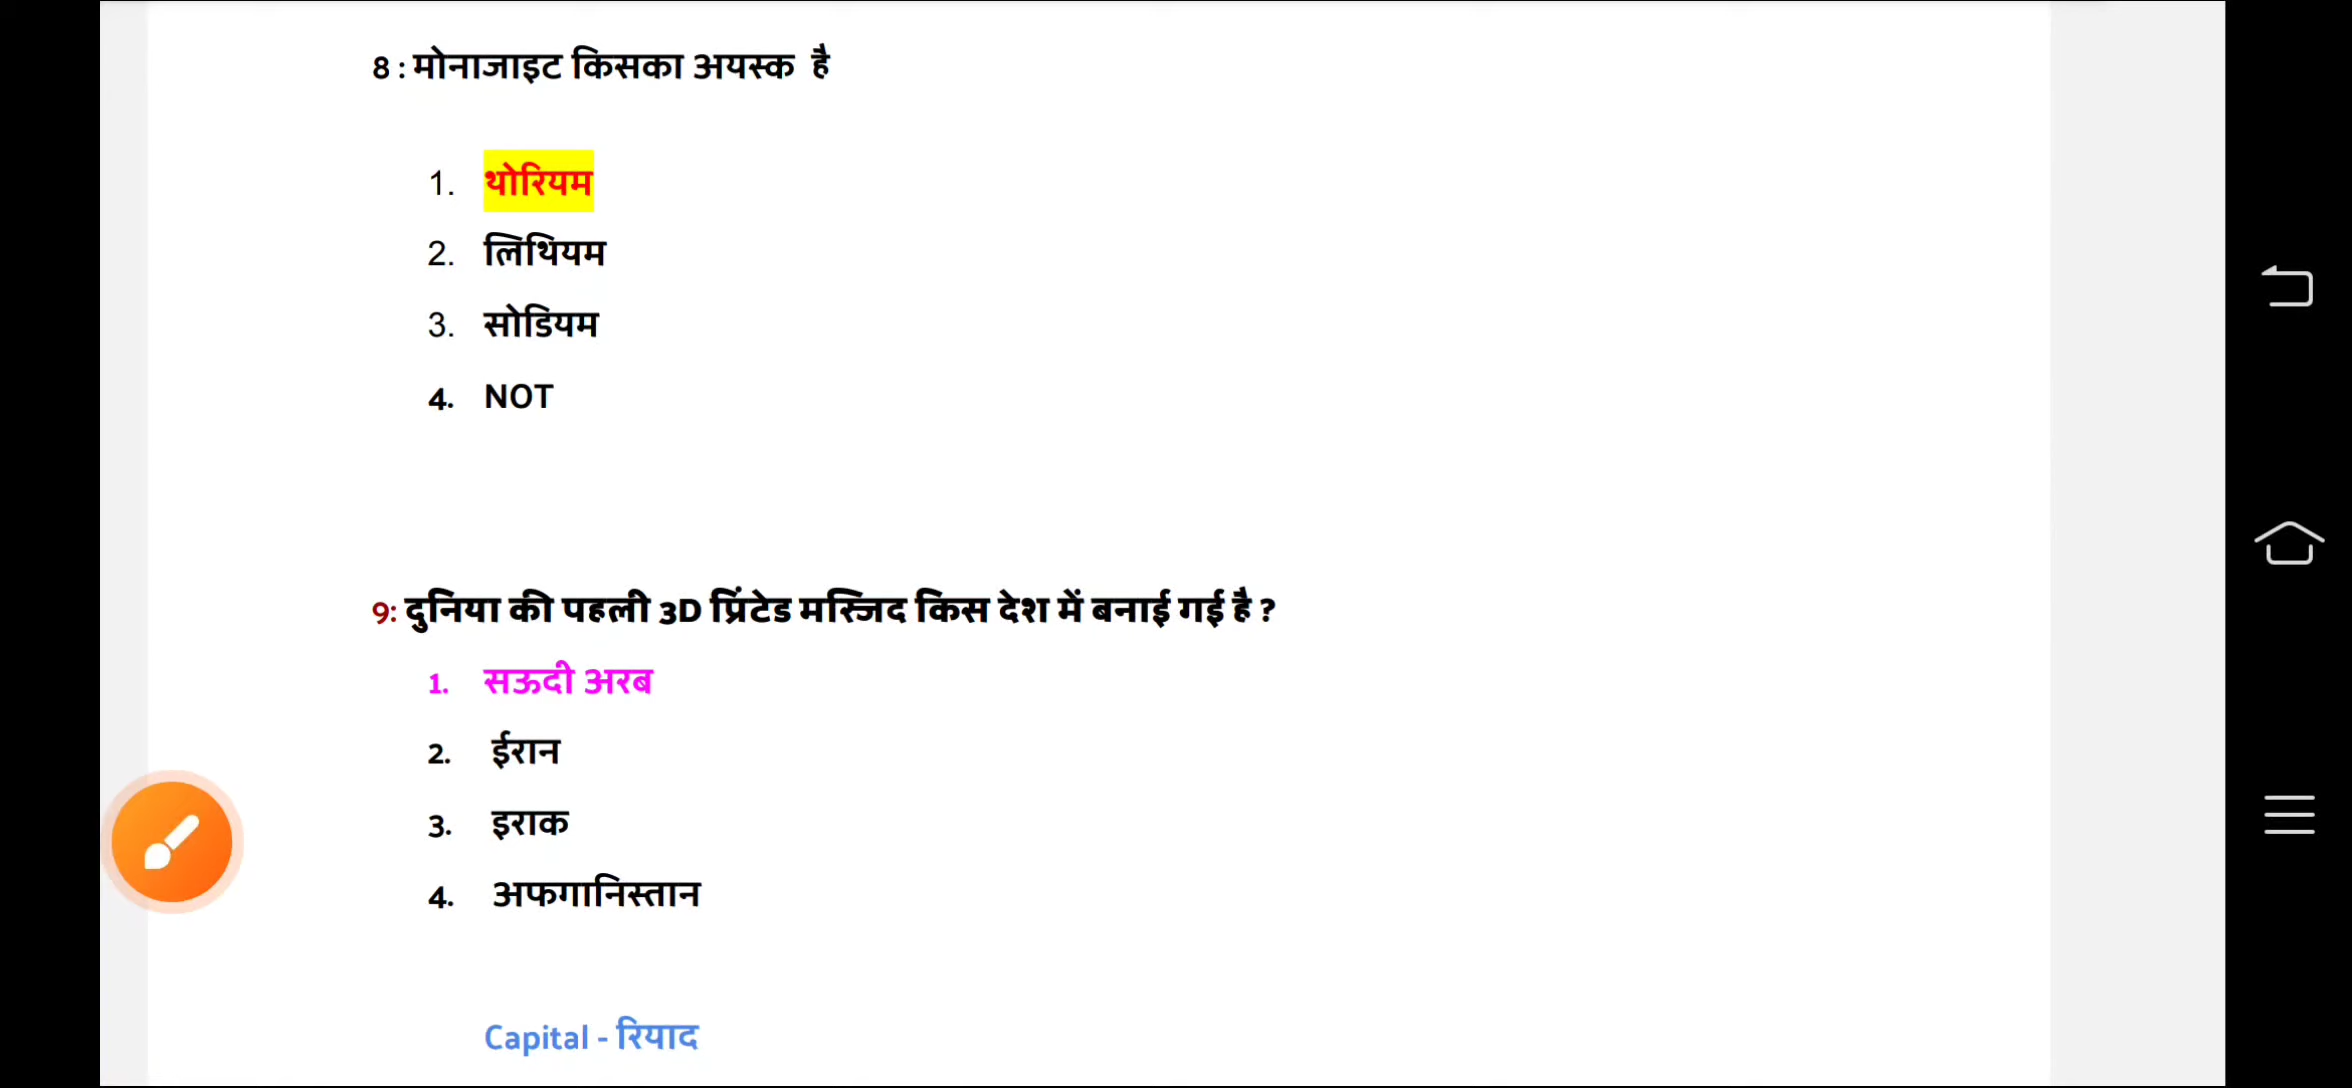 8 : मोनाजाइट किसका अयस्क है
1. थोरियम
2. लिथियम
3. सोडियम
4. NOT
9: दुनिया की पहली 3D प्रिंटेड मस्जिद किस देश में बनाई गई है ?
1. सऊदी अरब
2. ईरान
3. इराक
4. अफगानिस्तान
Capital - रियाद